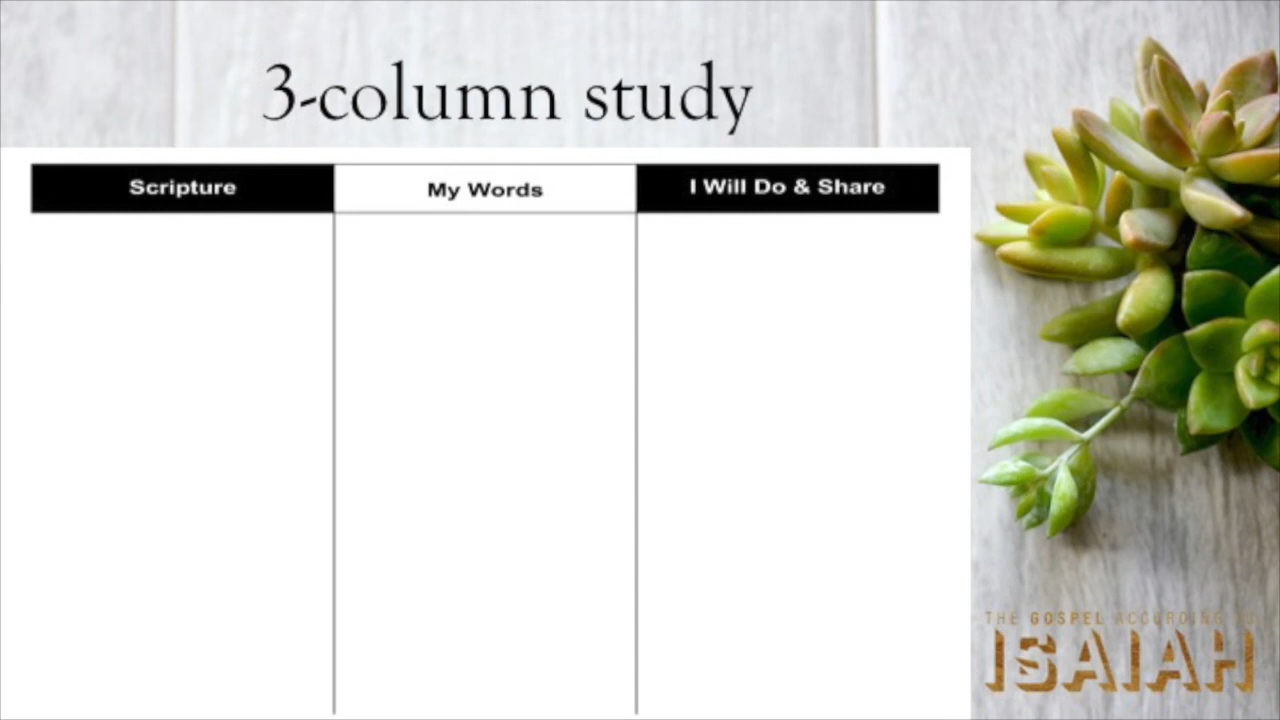 3-column study
Scripture
My Words
I Will Do & Share
THE GOSPEL ACCORDING TO
ISAIAH